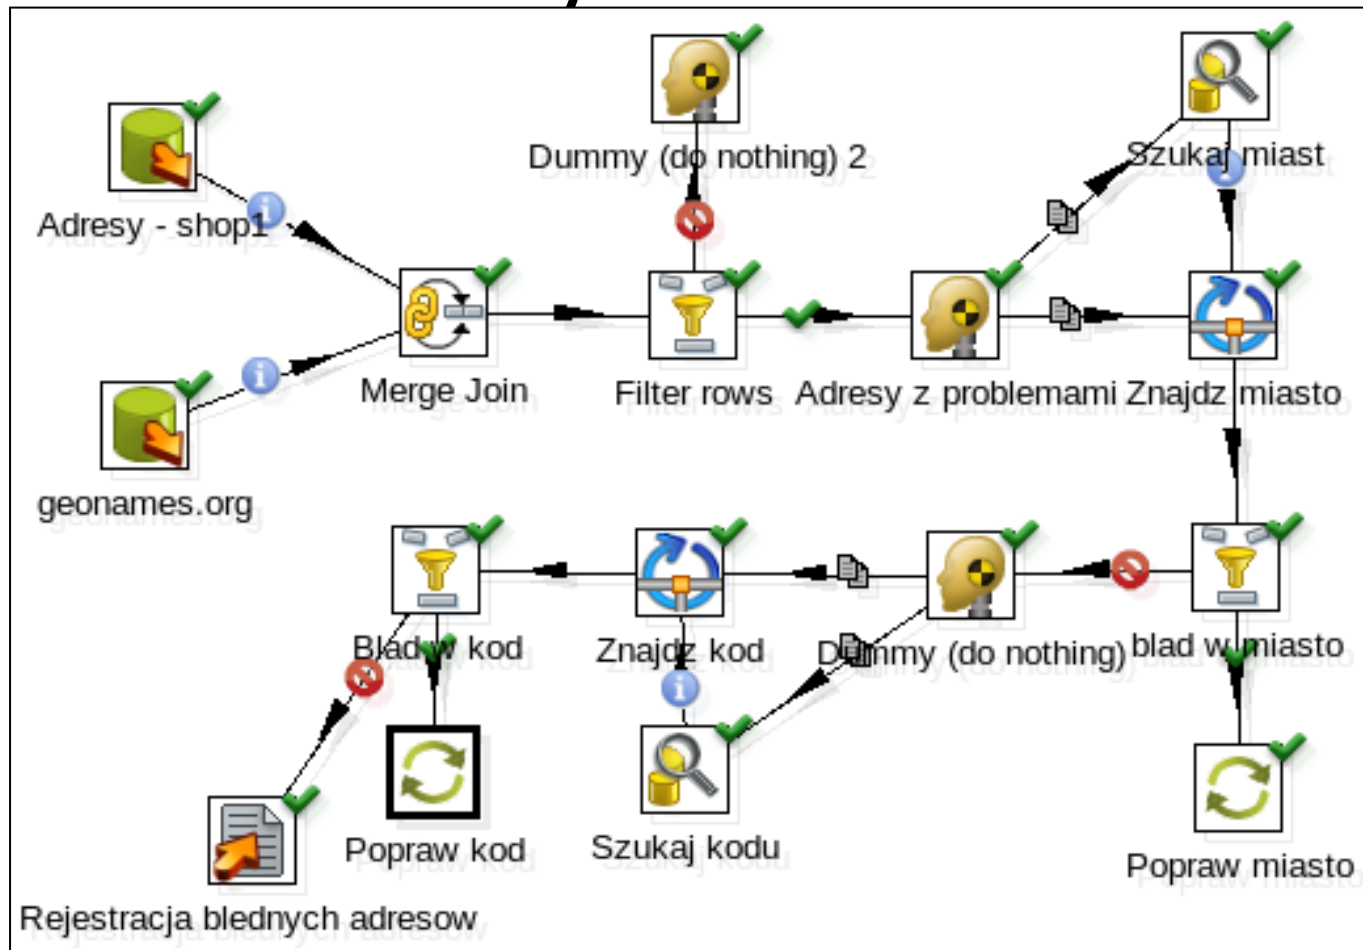 Dummy (do nothing) 2
Szukaj miast
Adresy - shop1
Merge Join
Filter rows
Adresy z problemami
Znajdz miasto
geonames.org
Blad w kod
Znajdz kod
Dummy (do nothing)
blad w miasto
Popraw kod
Szukaj kodu
Popraw miasto
Rejestracja blednych adresow